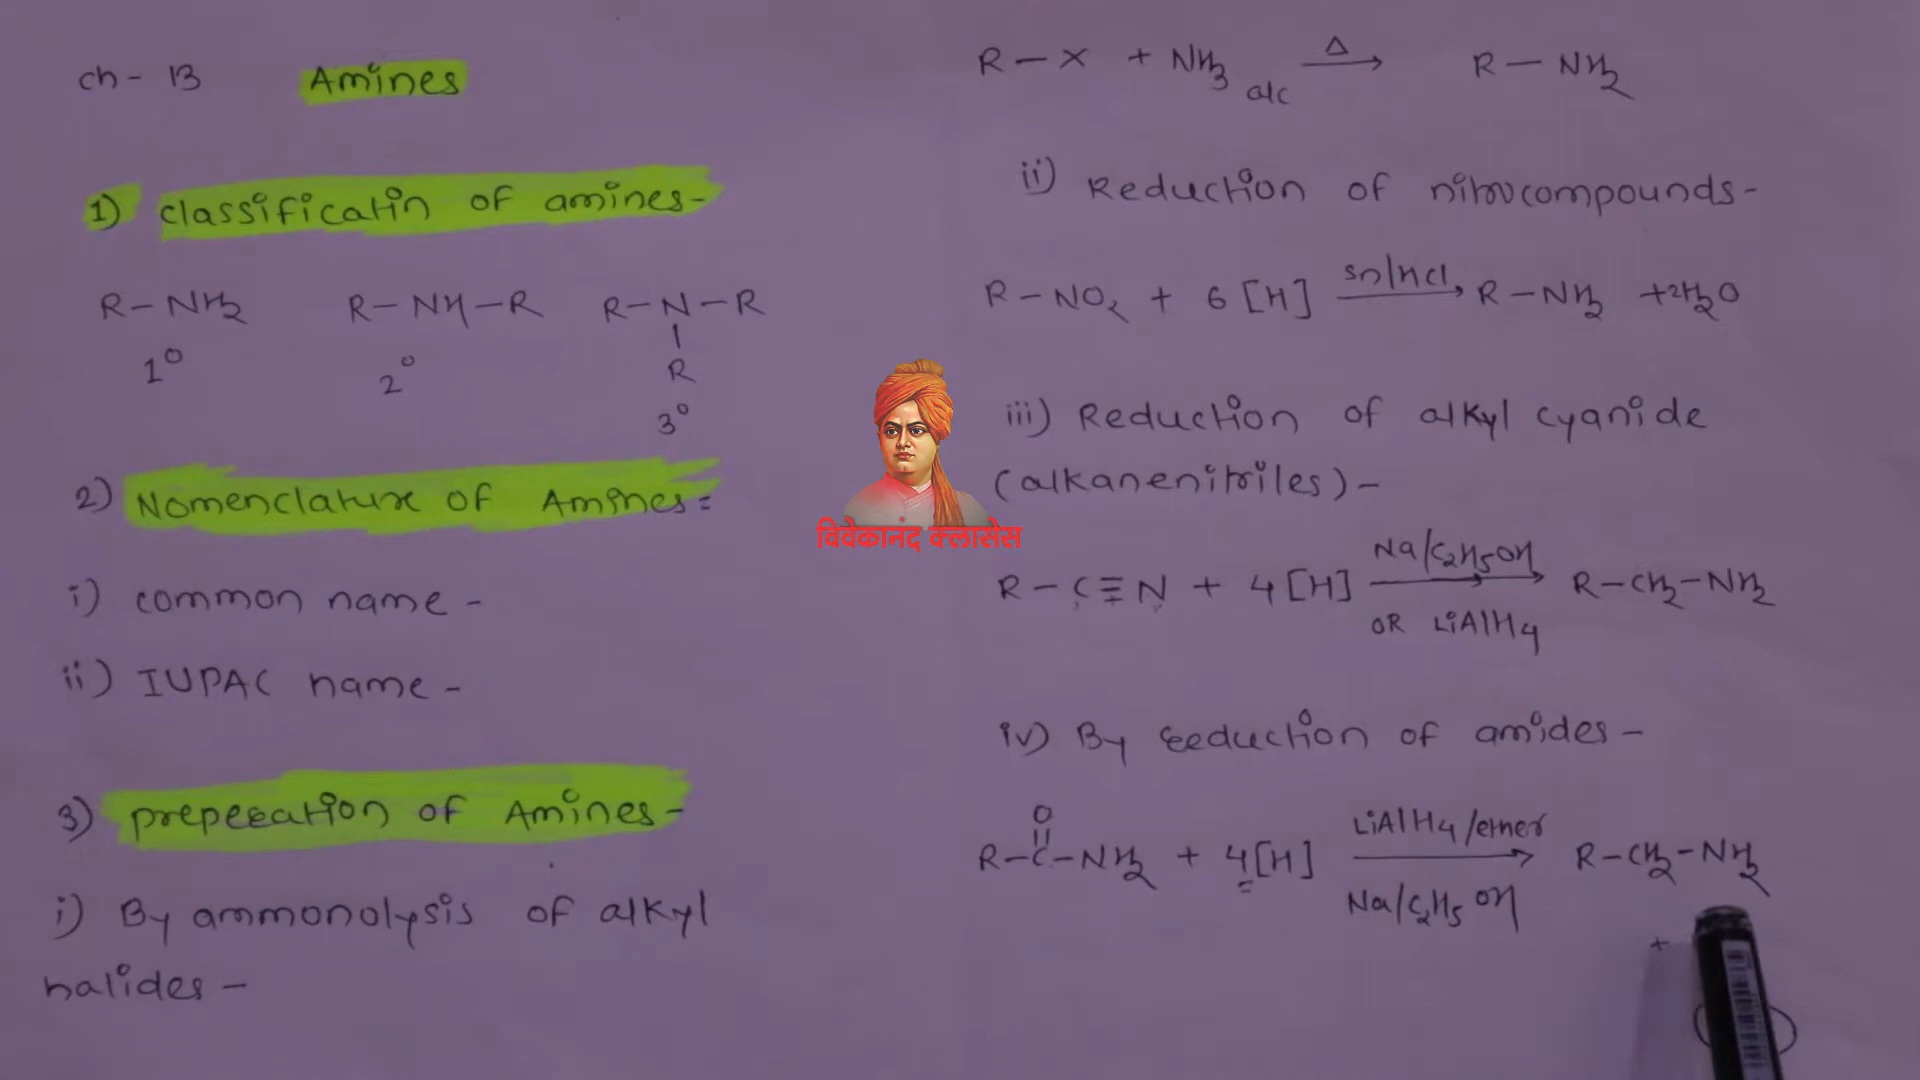 ch - 13 Amines
1) classificatin of amines-
R-NH2 R-NH-R R-N-R
|
R
1° 2° 3°
2) Nomenclature of Amines-
i) common name -
ii) IUPAC name -
3) prepeeation of Amines-
i) By ammonolysis of alkyl
halides -
R-X + NH3 alc Δ→ R-NH2
ii) Reduction of nitrocompounds-
R-NO2 + 6[H] Sn/HCl→ R-NH2 +2H2O
iii) Reduction of alkyl cyanide
(alkanenitriles)-
Na/C2H5OH
R-C≡N + 4[H] → R-CH2-NH2
OR LiAlH4
iv) By reduction of amides-
O
||
LiAlH4/ether
R-C-NH2 + 4[H] → R-CH2-NH2
Na/C2H5OH
+
विवेकानद क्लासेस